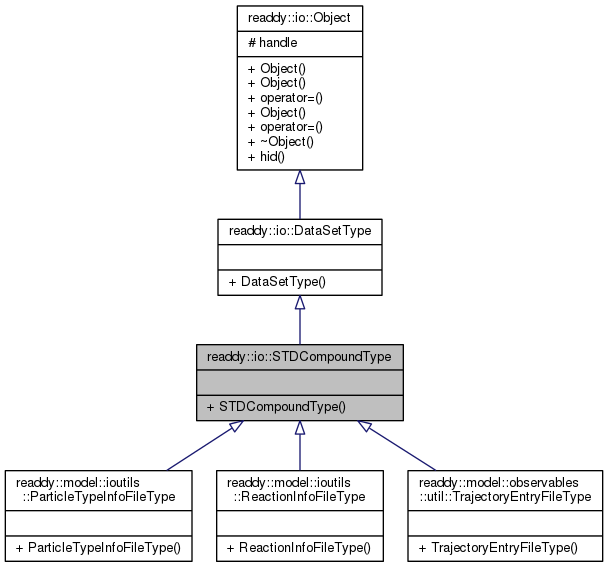 readdy::io::Object
# handle
+ Object()
+ Object()
+ operator=()
+ Object()
+ operator=()
+ ~Object()
+ hid()
readdy::io::DataSetType
+ DataSetType()
readdy::io::STDCompoundType
+ STDCompoundType()
readdy::model::ioutils
::ParticleTypeInfoFileType
+ ParticleTypeInfoFileType()
readdy::model::ioutils
::ReactionInfoFileType
+ ReactionInfoFileType()
readdy::model::observables
::util::TrajectoryEntryFileType
+ TrajectoryEntryFileType()